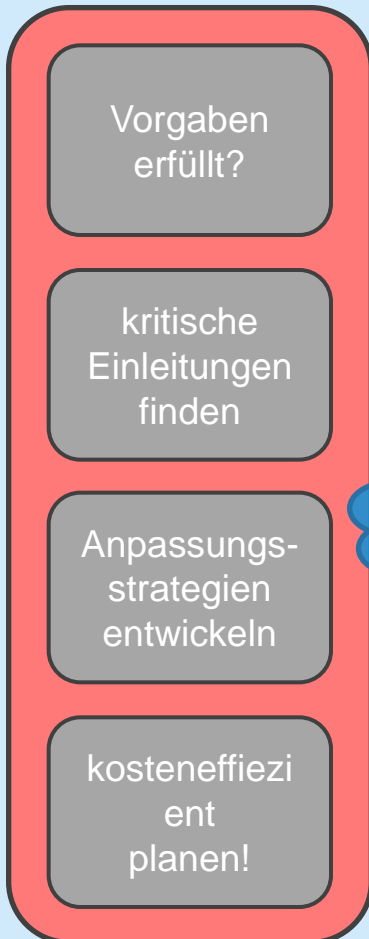 Vorgaben
erfüllt?
kritische
Einleitungen
finden
Anpassungs-
strategien
entwickeln
kosteneffiezi
ent
planen!